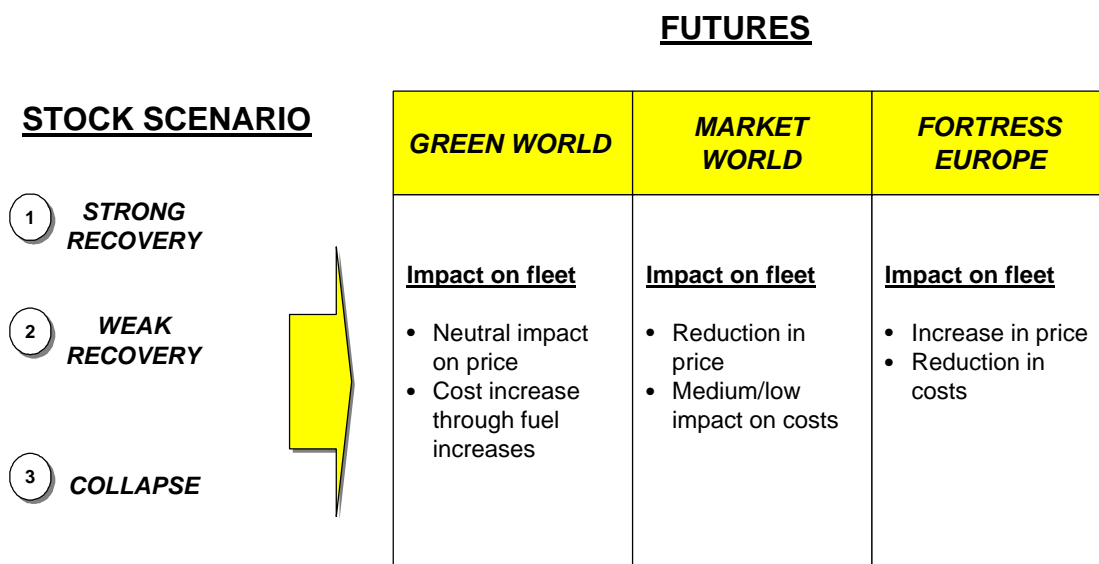 FUTURES
STOCK SCENARIO
1
STRONG
RECOVERY
2
WEAK
RECOVERY
3
COLLAPSE
GREEN WORLD
MARKET
WORLD
FORTRESS
EUROPE
Impact on fleet
• Neutral impact
on price
• Cost increase
through fuel
increases
Impact on fleet
• Reduction in
price
• Medium/low
impact on costs
Impact on fleet
• Increase in price
• Reduction in
costs